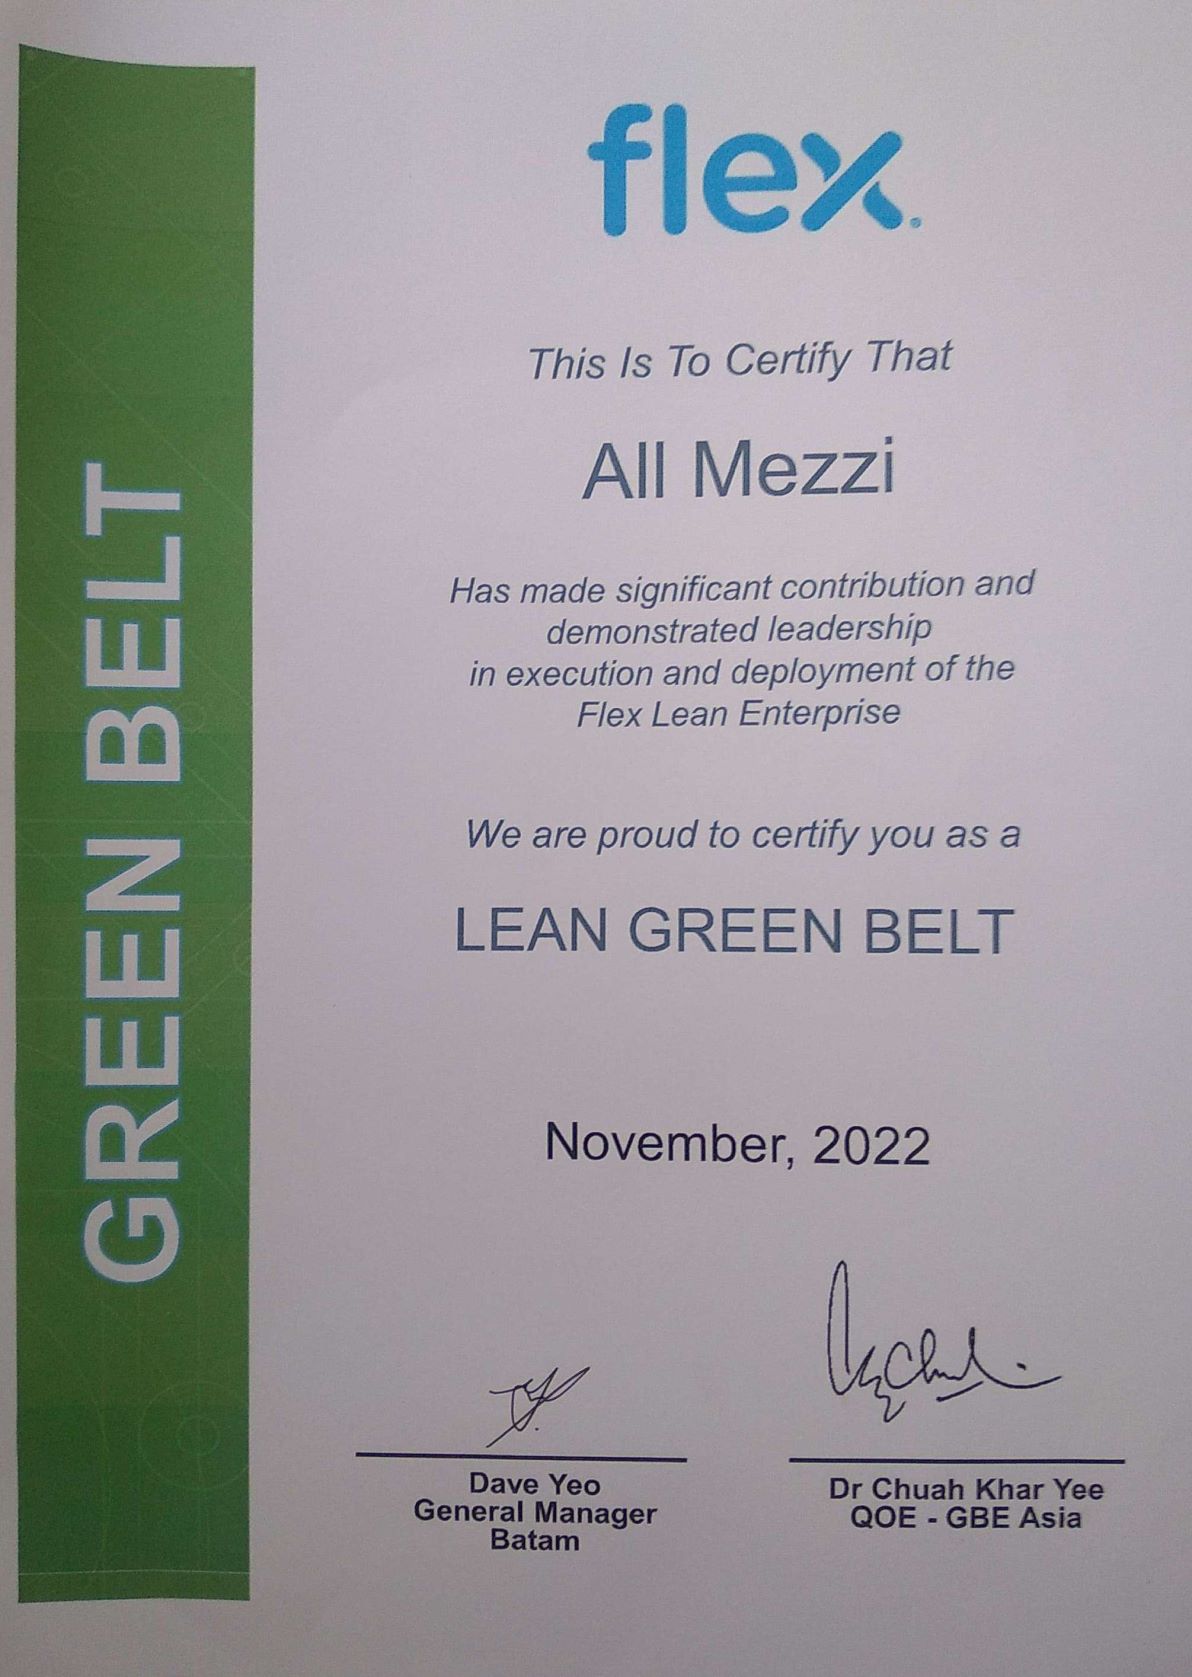 flex
This Is To Certify That
All Mezzi
Has made significant contribution and
demonstrated leadership
in execution and deployment of the
Flex Lean Enterprise
We are proud to certify you as a
LEAN GREEN BELT
November, 2022
Dave Yeo
General Manager
Batam
Dr Chuah Khar Yee
QOE - GBE Asia
GREEN BELT